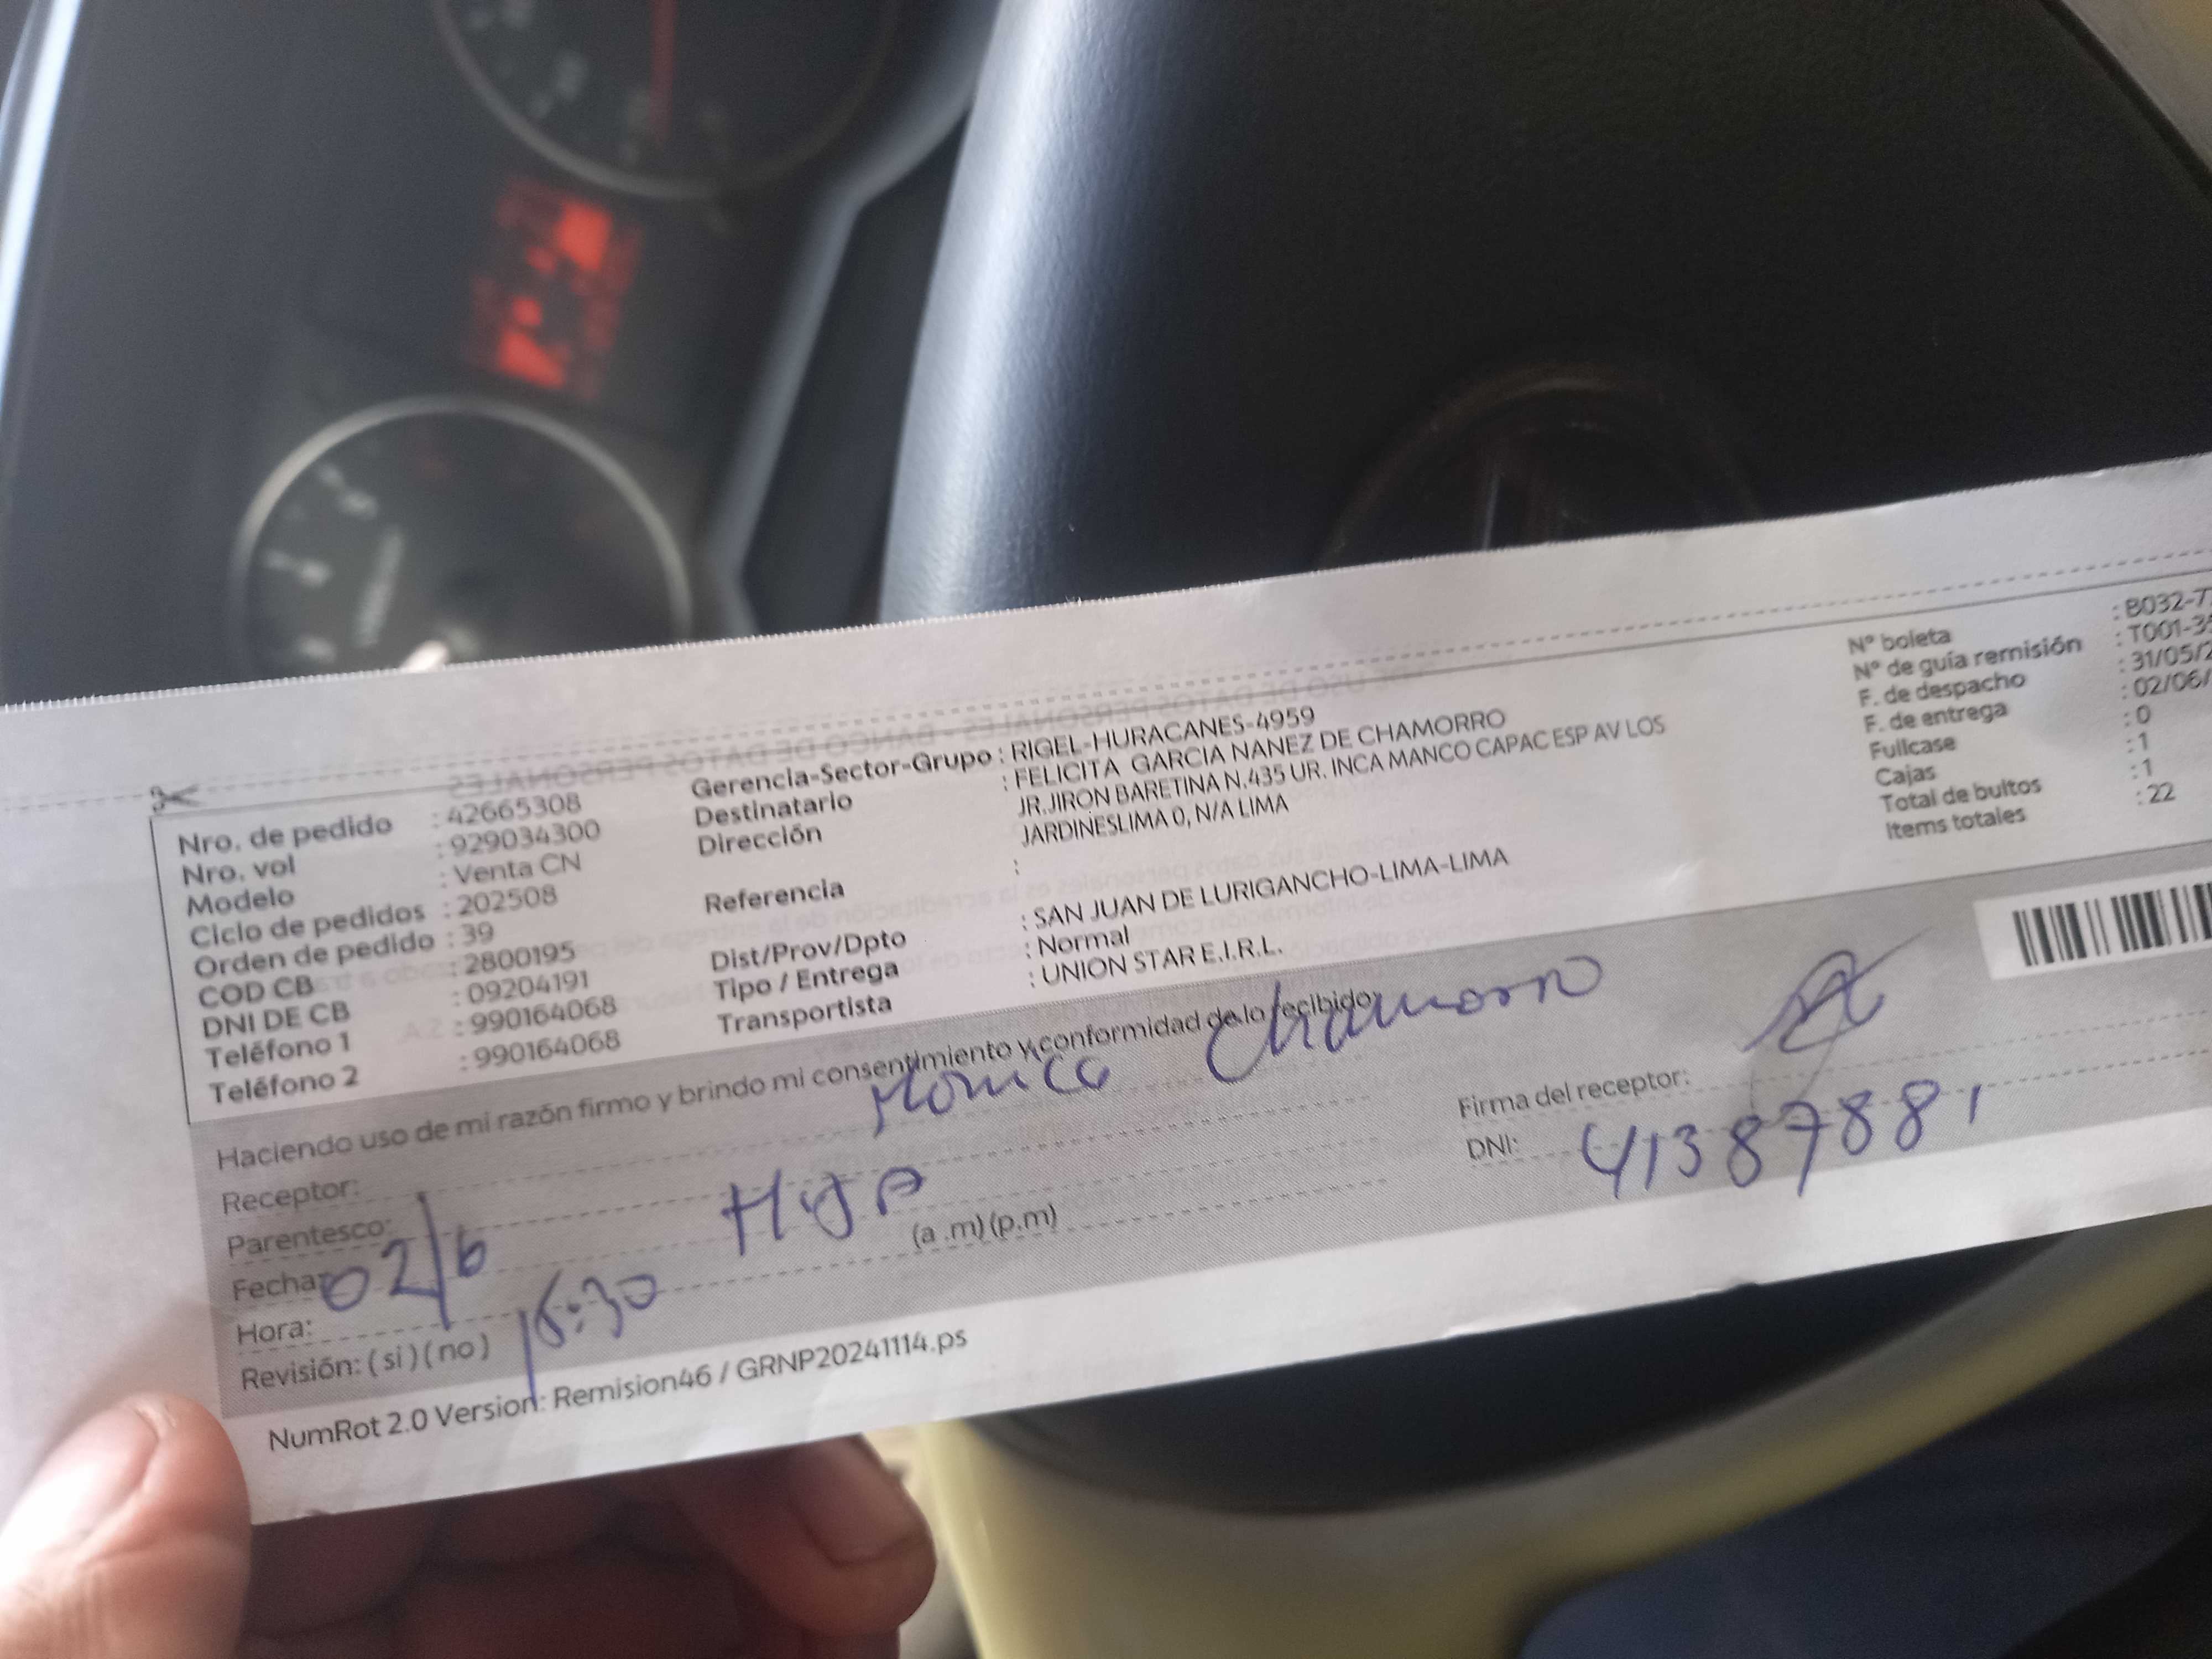 Nro. de pedido : 42665308
Nro. vol : 929034300
Modelo : Venta CN
Ciclo de pedidos : 202508
Orden de pedido : 39
COD CB : 2800195
DNI DE CB : 09204191
Teléfono 1 : 990164068
Teléfono 2 : 990164068
Gerencia-Sector-Grupo : RIGEL-HURACANES-4959
Destinatario : FELICITA GARCIA NANEZ DE CHAMORRO
Dirección JR.JIRON BARETINA N.435 UR. INCA MANCO CAPAC ESP AV LOS
JARDINESLIMA 0, N/A LIMA
Referencia :
Dist/Prov/Dpto : SAN JUAN DE LURIGANCHO-LIMA-LIMA
Tipo / Entrega : Normal
Transportista : UNION STAR E.I.R.L.
N° boleta : B032-7
N° de guía remisión : T001-3
F. de despacho : 31/05/2
F. de entrega : 02/06/
Fullcase : 0
Cajas : 1
Total de bultos : 1
Items totales : 22
Haciendo uso de mi razón firmo y brindo mi consentimiento y conformidad de lo recibido:
Receptor: Monica Chamorro
Parentesco: HIJA
Fecha: 02/6
Hora: 16:30 (a .m) (p.m)
Revisión: ( si ) ( no )
Firma del receptor:
DNI: 41387881
NumRot 2.0 Version: Remision46 / GRNP20241114.ps